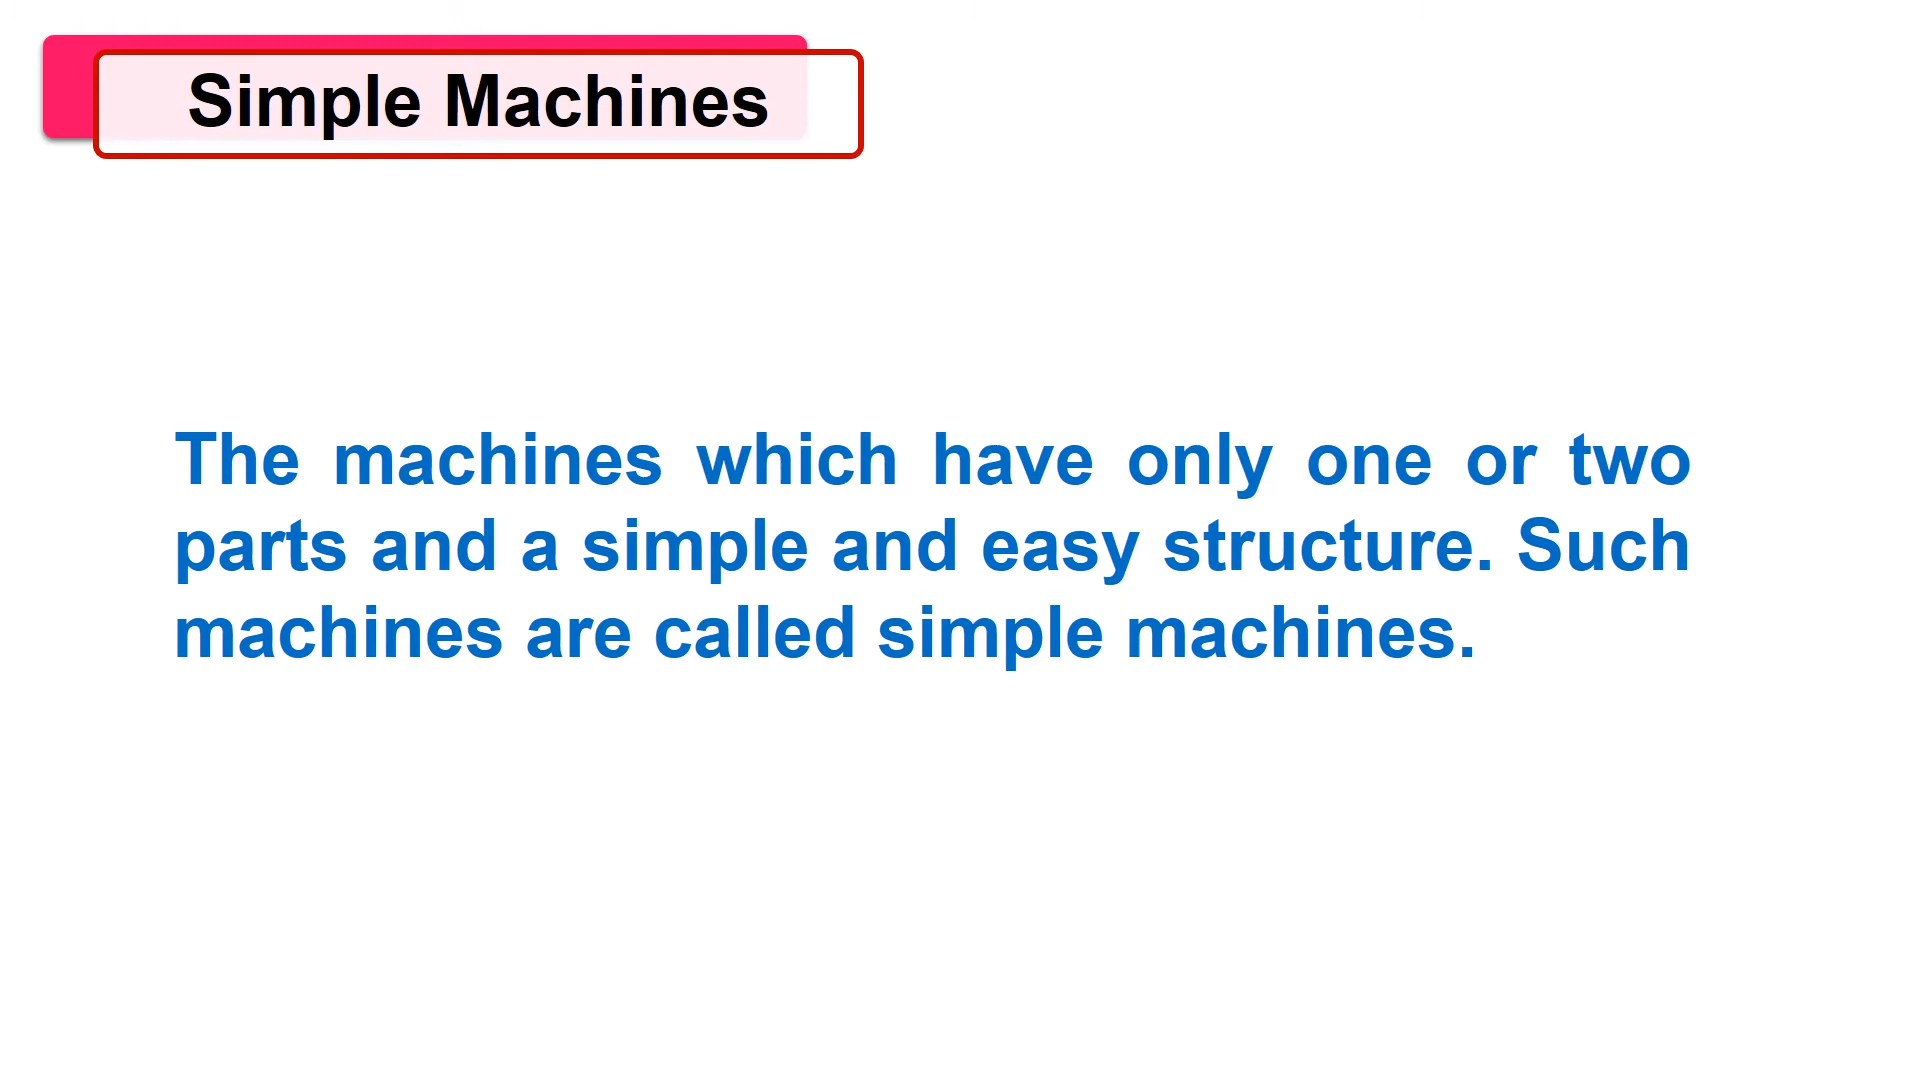 Simple Machines
The machines which have only one or two
parts and a simple and easy structure. Such
machines are called simple machines.